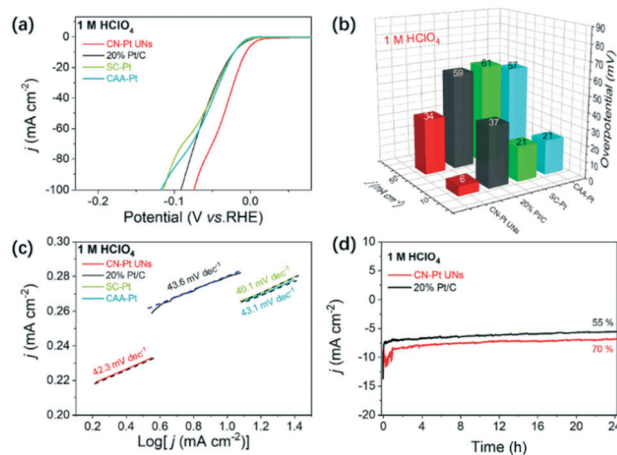 (a)
1 M HClO₄
CN-Pt UNs
20% Pt/C
SC-Pt
CAA-Pt
j (mA cm⁻²)
0
-20
-40
-60
-80
-100
-0.2
-0.1
0.0
Potential (V vs.RHE)
(b)
1 M HClO₄
34
59
61
57
6
37
21
21
90
80
70
60
50
40
30
20
10
0
Overpotential (mV)
j (mA cm⁻²)
50
10
CN-Pt UNs
20% Pt/C
SC-Pt
CAA-Pt
(c)
1 M HClO₄
CN-Pt UNs
20% Pt/C
SC-Pt
CAA-Pt
43.6 mV dec⁻¹
40.1 mV dec⁻¹
43.1 mV dec⁻¹
42.3 mV dec⁻¹
j (mA cm⁻²)
0.30
0.28
0.26
0.24
0.22
0.20
0.0
0.2
0.4
0.6
0.8
1.0
1.2
1.4
Log[ j (mA cm⁻²)]
(d)
1 M HClO₄
CN-Pt UNs
20% Pt/C
55 %
70 %
j (mA cm⁻²)
10
5
0
-5
-10
-15
-20
0
4
8
12
16
20
24
Time (h)